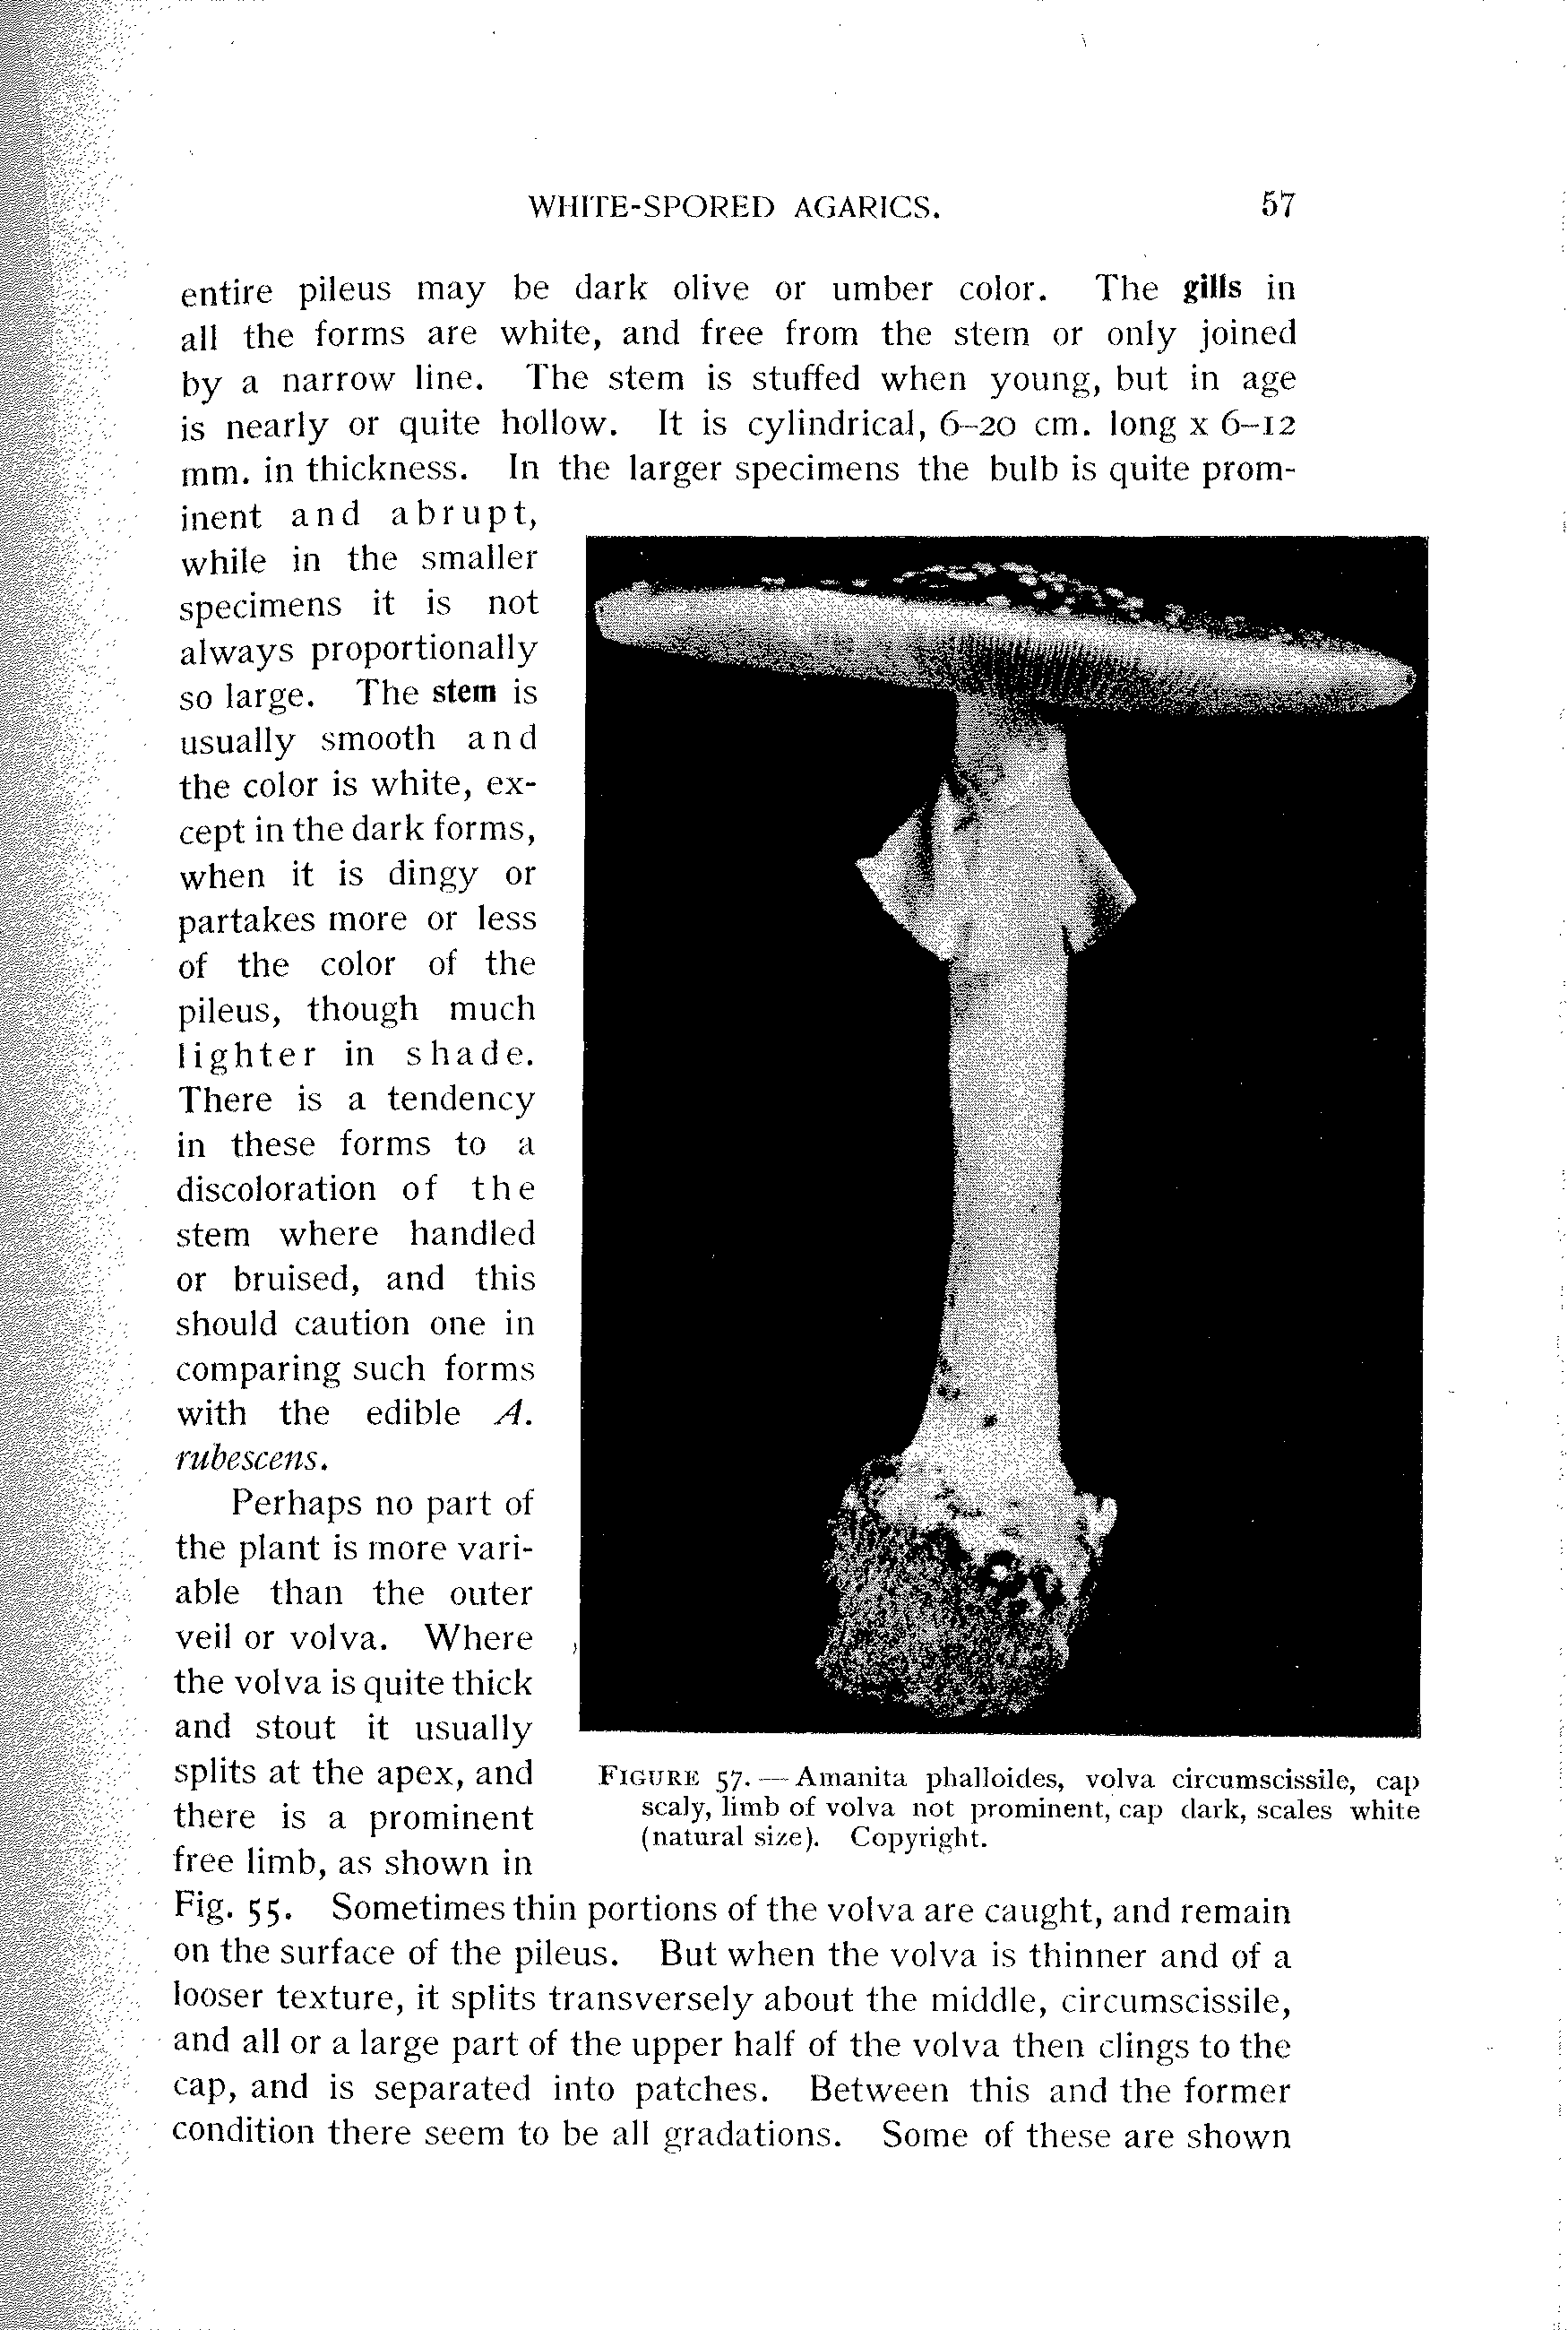 WHITE-SPORED AGARICS. 57
entire pileus may be dark olive or umber color. The gills in
all the forms are white, and free from the stem or only joined
by a narrow line. The stem is stuffed when young, but in age
is nearly or quite hollow. It is cylindrical, 6–20 cm. long x 6–12
mm. in thickness. In the larger specimens the bulb is quite prom-
inent and abrupt,
while in the smaller
specimens it is not
always proportionally
so large. The stem is
usually smooth and
the color is white, ex-
cept in the dark forms,
when it is dingy or
partakes more or less
of the color of the
pileus, though much
lighter in shade.
There is a tendency
in these forms to a
discoloration of the
stem where handled
or bruised, and this
should caution one in
comparing such forms
with the edible A.
rubescens.
Perhaps no part of
the plant is more vari-
able than the outer
veil or volva. Where
the volva is quite thick
and stout it usually
splits at the apex, and
there is a prominent
free limb, as shown in
FIGURE 57. — Amanita phalloides, volva circumscissile, cap
scaly, limb of volva not prominent, cap dark, scales white
(natural size). Copyright.
Fig. 55. Sometimes thin portions of the volva are caught, and remain
on the surface of the pileus. But when the volva is thinner and of a
looser texture, it splits transversely about the middle, circumscissile,
and all or a large part of the upper half of the volva then clings to the
cap, and is separated into patches. Between this and the former
condition there seem to be all gradations. Some of these are shown